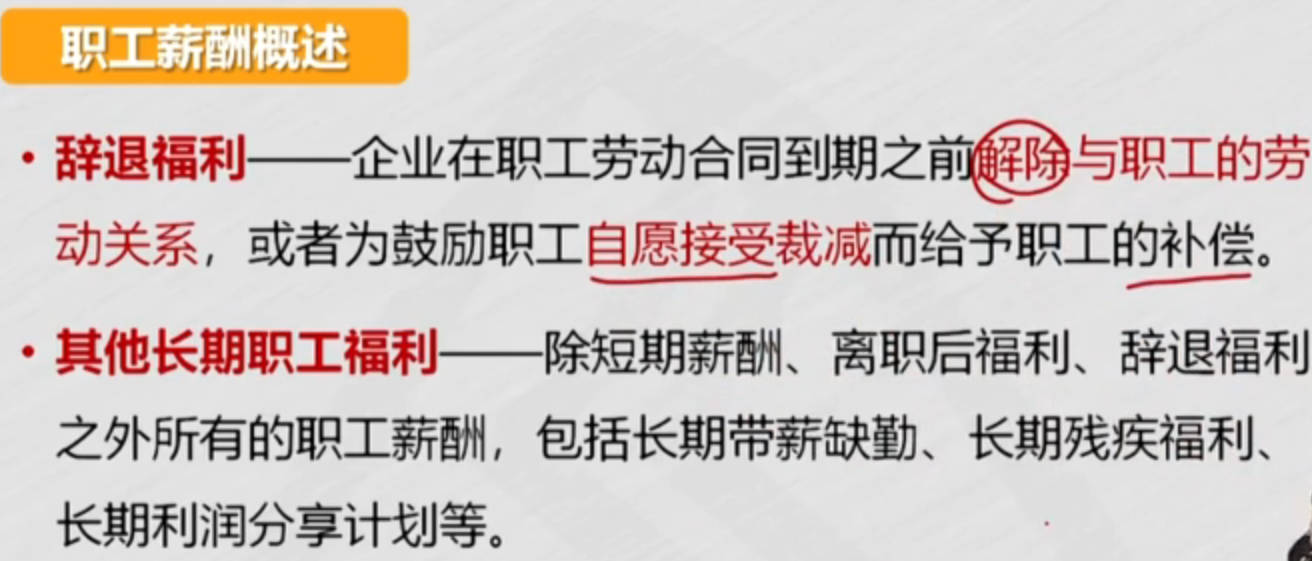 职工薪酬概述
• 辞退福利——企业在职工劳动合同到期之前解除与职工的劳
动关系，或者为鼓励职工自愿接受裁减而给予职工的补偿。
• 其他长期职工福利——除短期薪酬、离职后福利、辞退福利
之外所有的职工薪酬，包括长期带薪缺勤、长期残疾福利、
长期利润分享计划等。